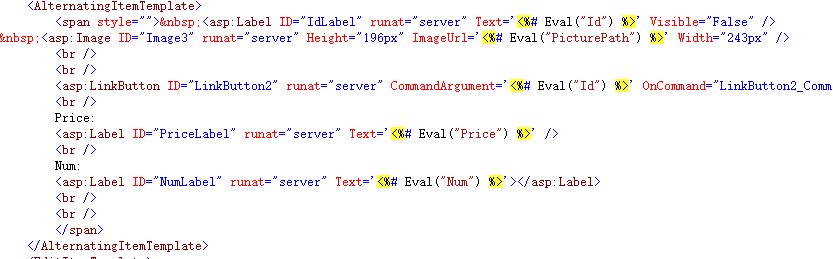 <AlternatingItemTemplate>
<span style="">&nbsp;<asp:Label ID="IdLabel" runat="server" Text='<%# Eval("Id") %>' Visible="False" />
&nbsp;<asp:Image ID="Image3" runat="server" Height="196px" ImageUrl='<%# Eval("PicturePath") %>' Width="243px" />
<br />
<br />
<asp:LinkButton ID="LinkButton2" runat="server" CommandArgument='<%# Eval("Id") %>' OnCommand="LinkButton2_Comm
<br />
Price:
<asp:Label ID="PriceLabel" runat="server" Text='<%# Eval("Price") %>' />
<br />
Num:
<asp:Label ID="NumLabel" runat="server" Text='<%# Eval("Num") %>'></asp:Label>
<br />
<br />
</span>
</AlternatingItemTemplate>